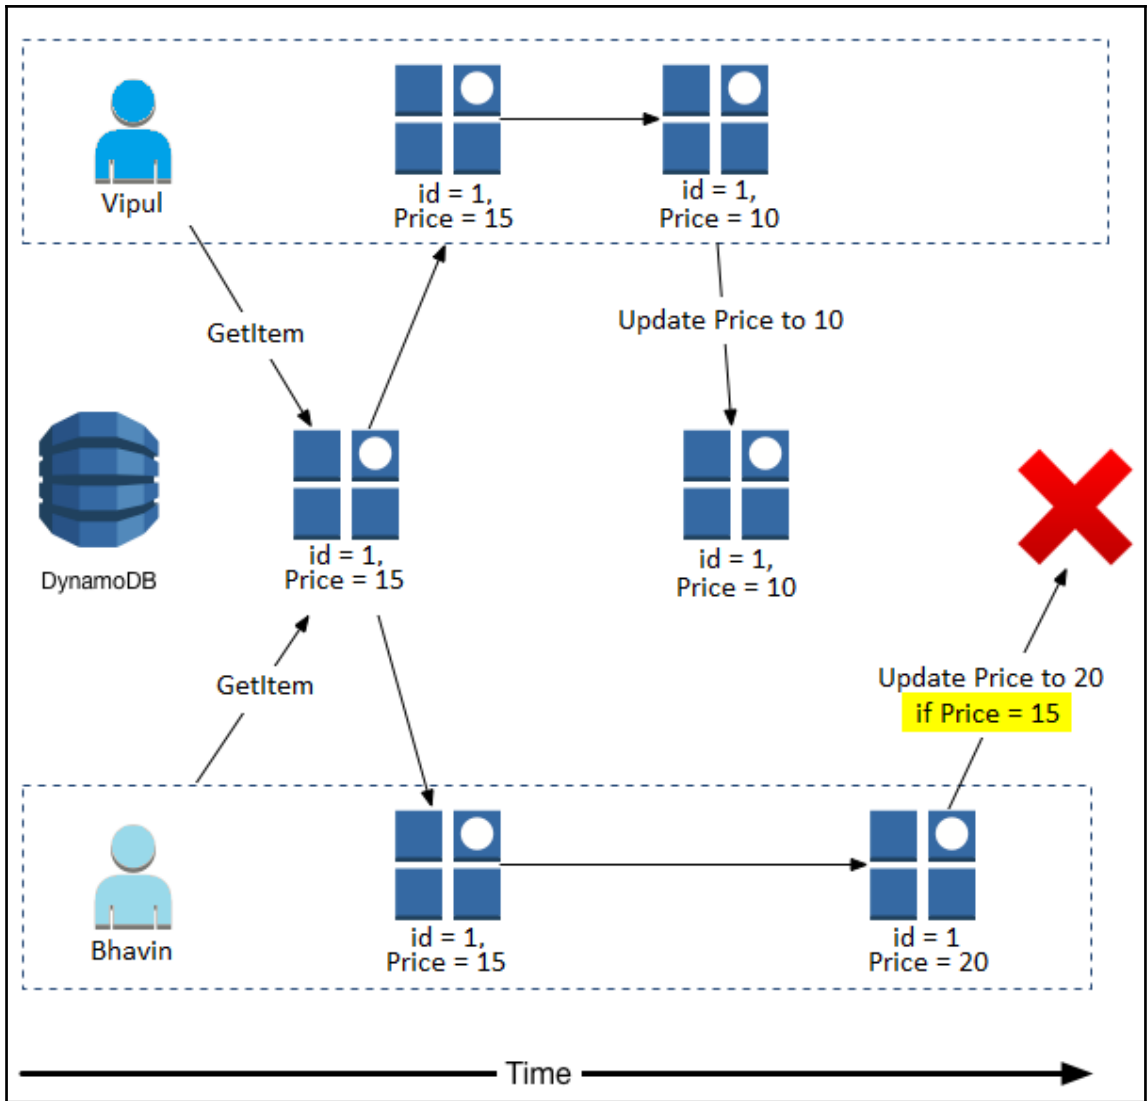 Vipul
id = 1,
Price = 15
id = 1,
Price = 10
GetItem
Update Price to 10
DynamoDB
id = 1,
Price = 15
id = 1,
Price = 10
GetItem
Update Price to 20
if Price = 15
Bhavin
id = 1,
Price = 15
id = 1
Price = 20
Time